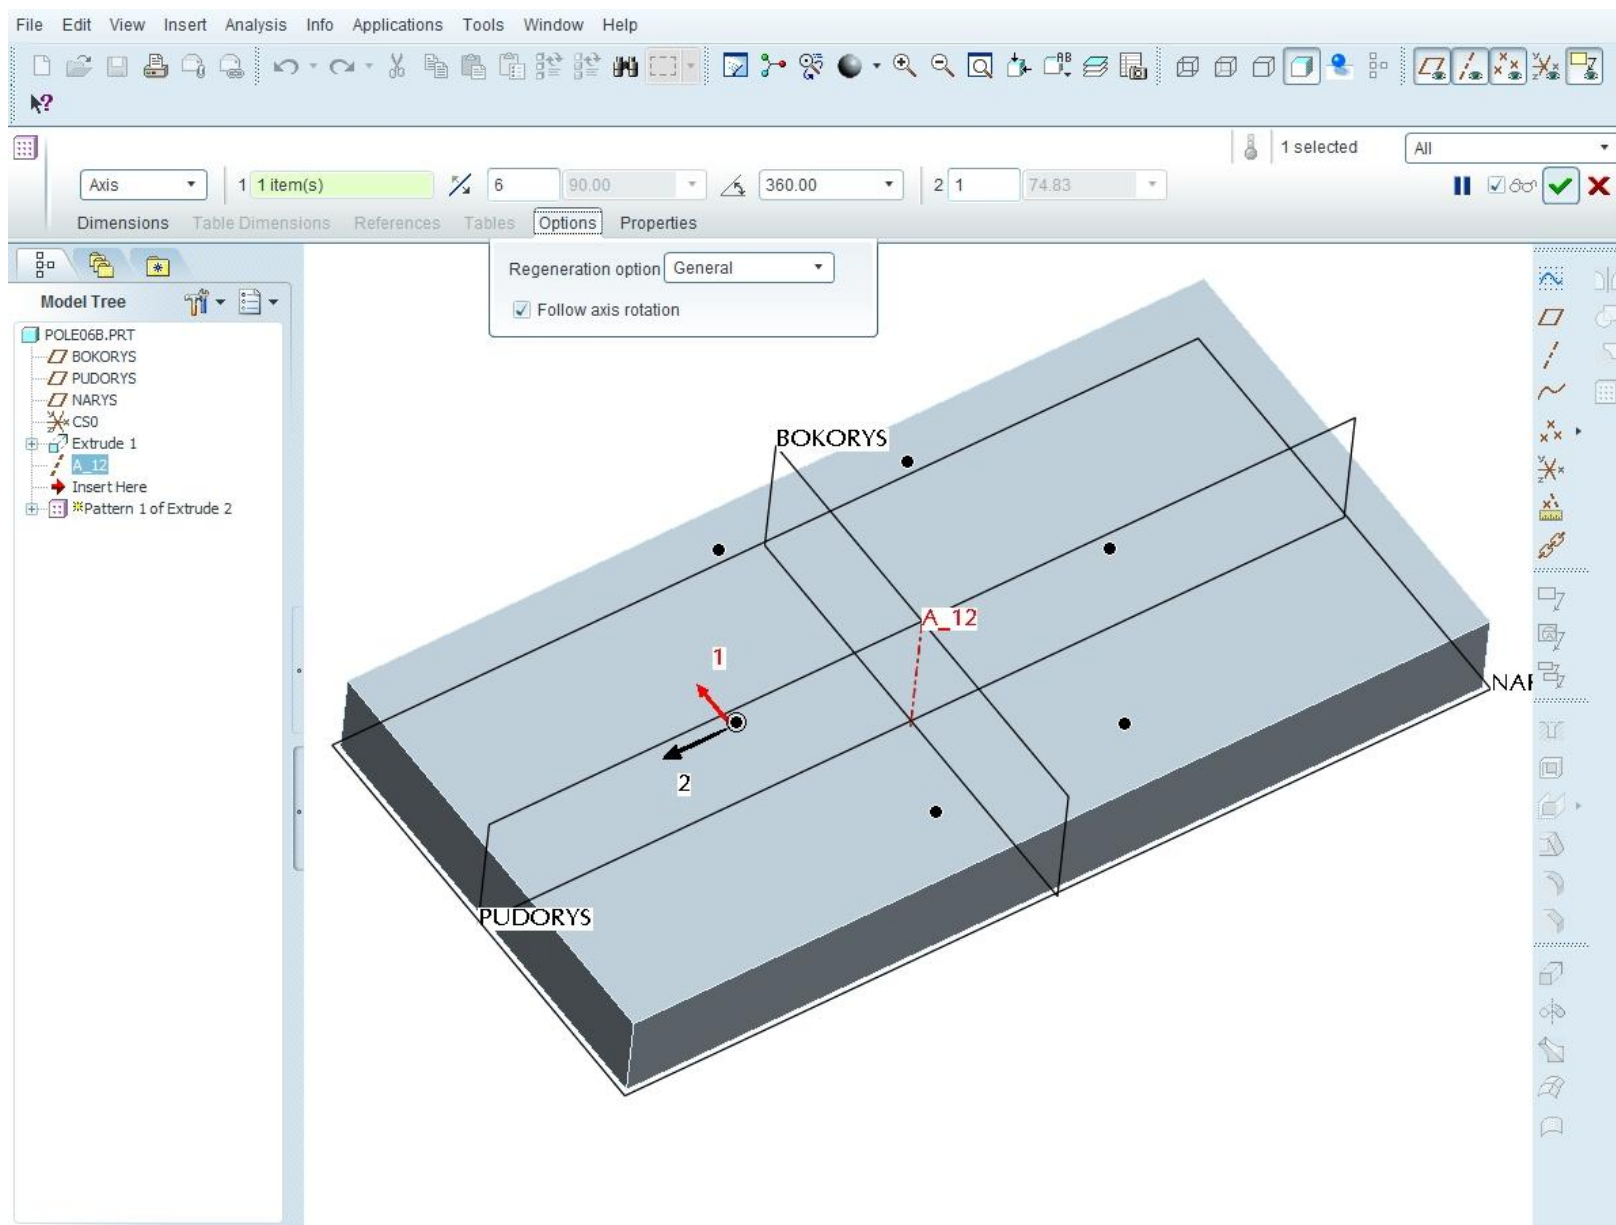 File Edit View Insert Analysis Info Applications Tools Window Help
1 selected All
Axis 1 1 item(s) 6 90.00 360.00 2 1 74.83
Dimensions Table Dimensions References Tables Options Properties
Regeneration option General
Follow axis rotation
Model Tree
POLE06B.PRT
BOKORYS
PUDORYS
NARYS
CS0
Extrude 1
A_12
Insert Here
Pattern 1 of Extrude 2
BOKORYS
A_12
1
NAR
2
PUDORYS